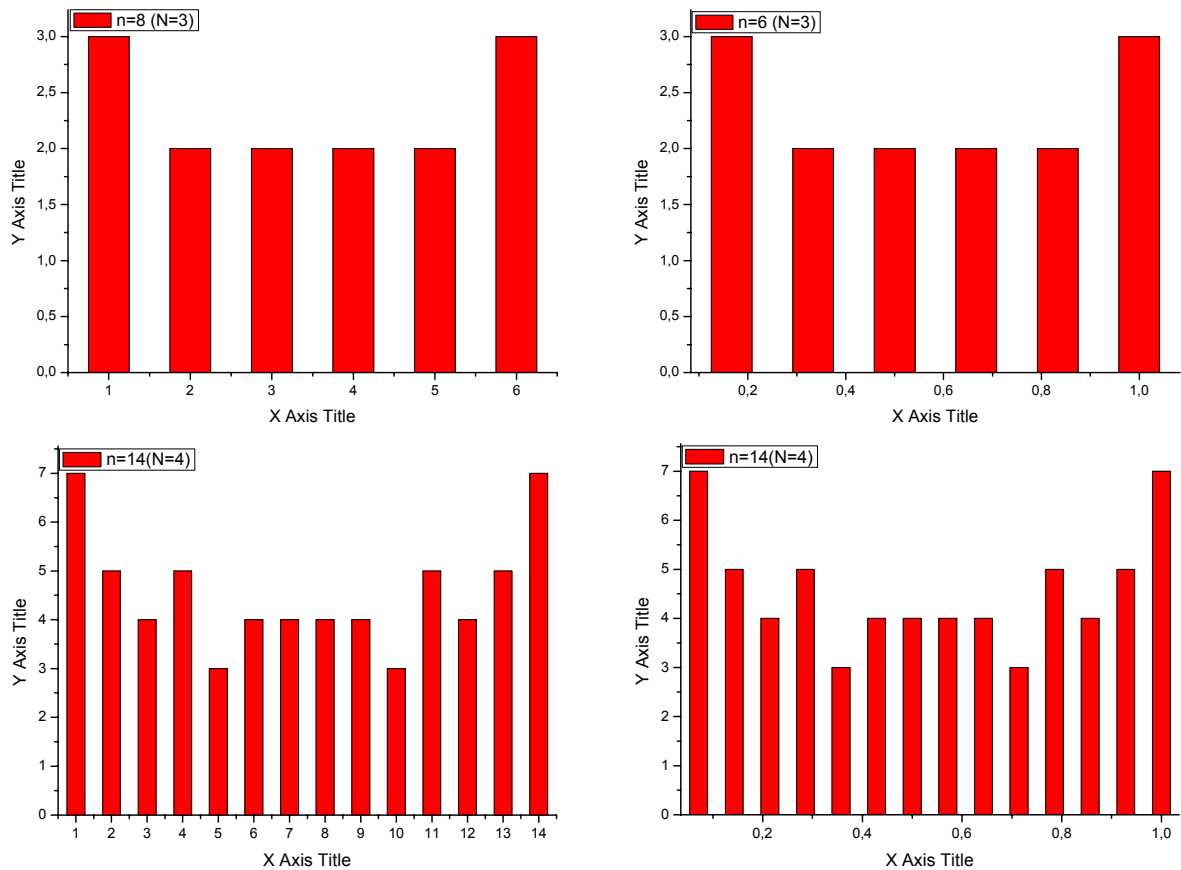 n=8 (N=3)
3,0
2,5
2,0
1,5
1,0
0,5
0,0
Y Axis Title
1 2 3 4 5 6
X Axis Title
n=6 (N=3)
3,0
2,5
2,0
1,5
1,0
0,5
0,0
Y Axis Title
0,2 0,4 0,6 0,8 1,0
X Axis Title
n=14(N=4)
7
6
5
4
3
2
1
0
Y Axis Title
1 2 3 4 5 6 7 8 9 10 11 12 13 14
X Axis Title
n=14(N=4)
7
6
5
4
3
2
1
0
Y Axis Title
0,2 0,4 0,6 0,8 1,0
X Axis Title